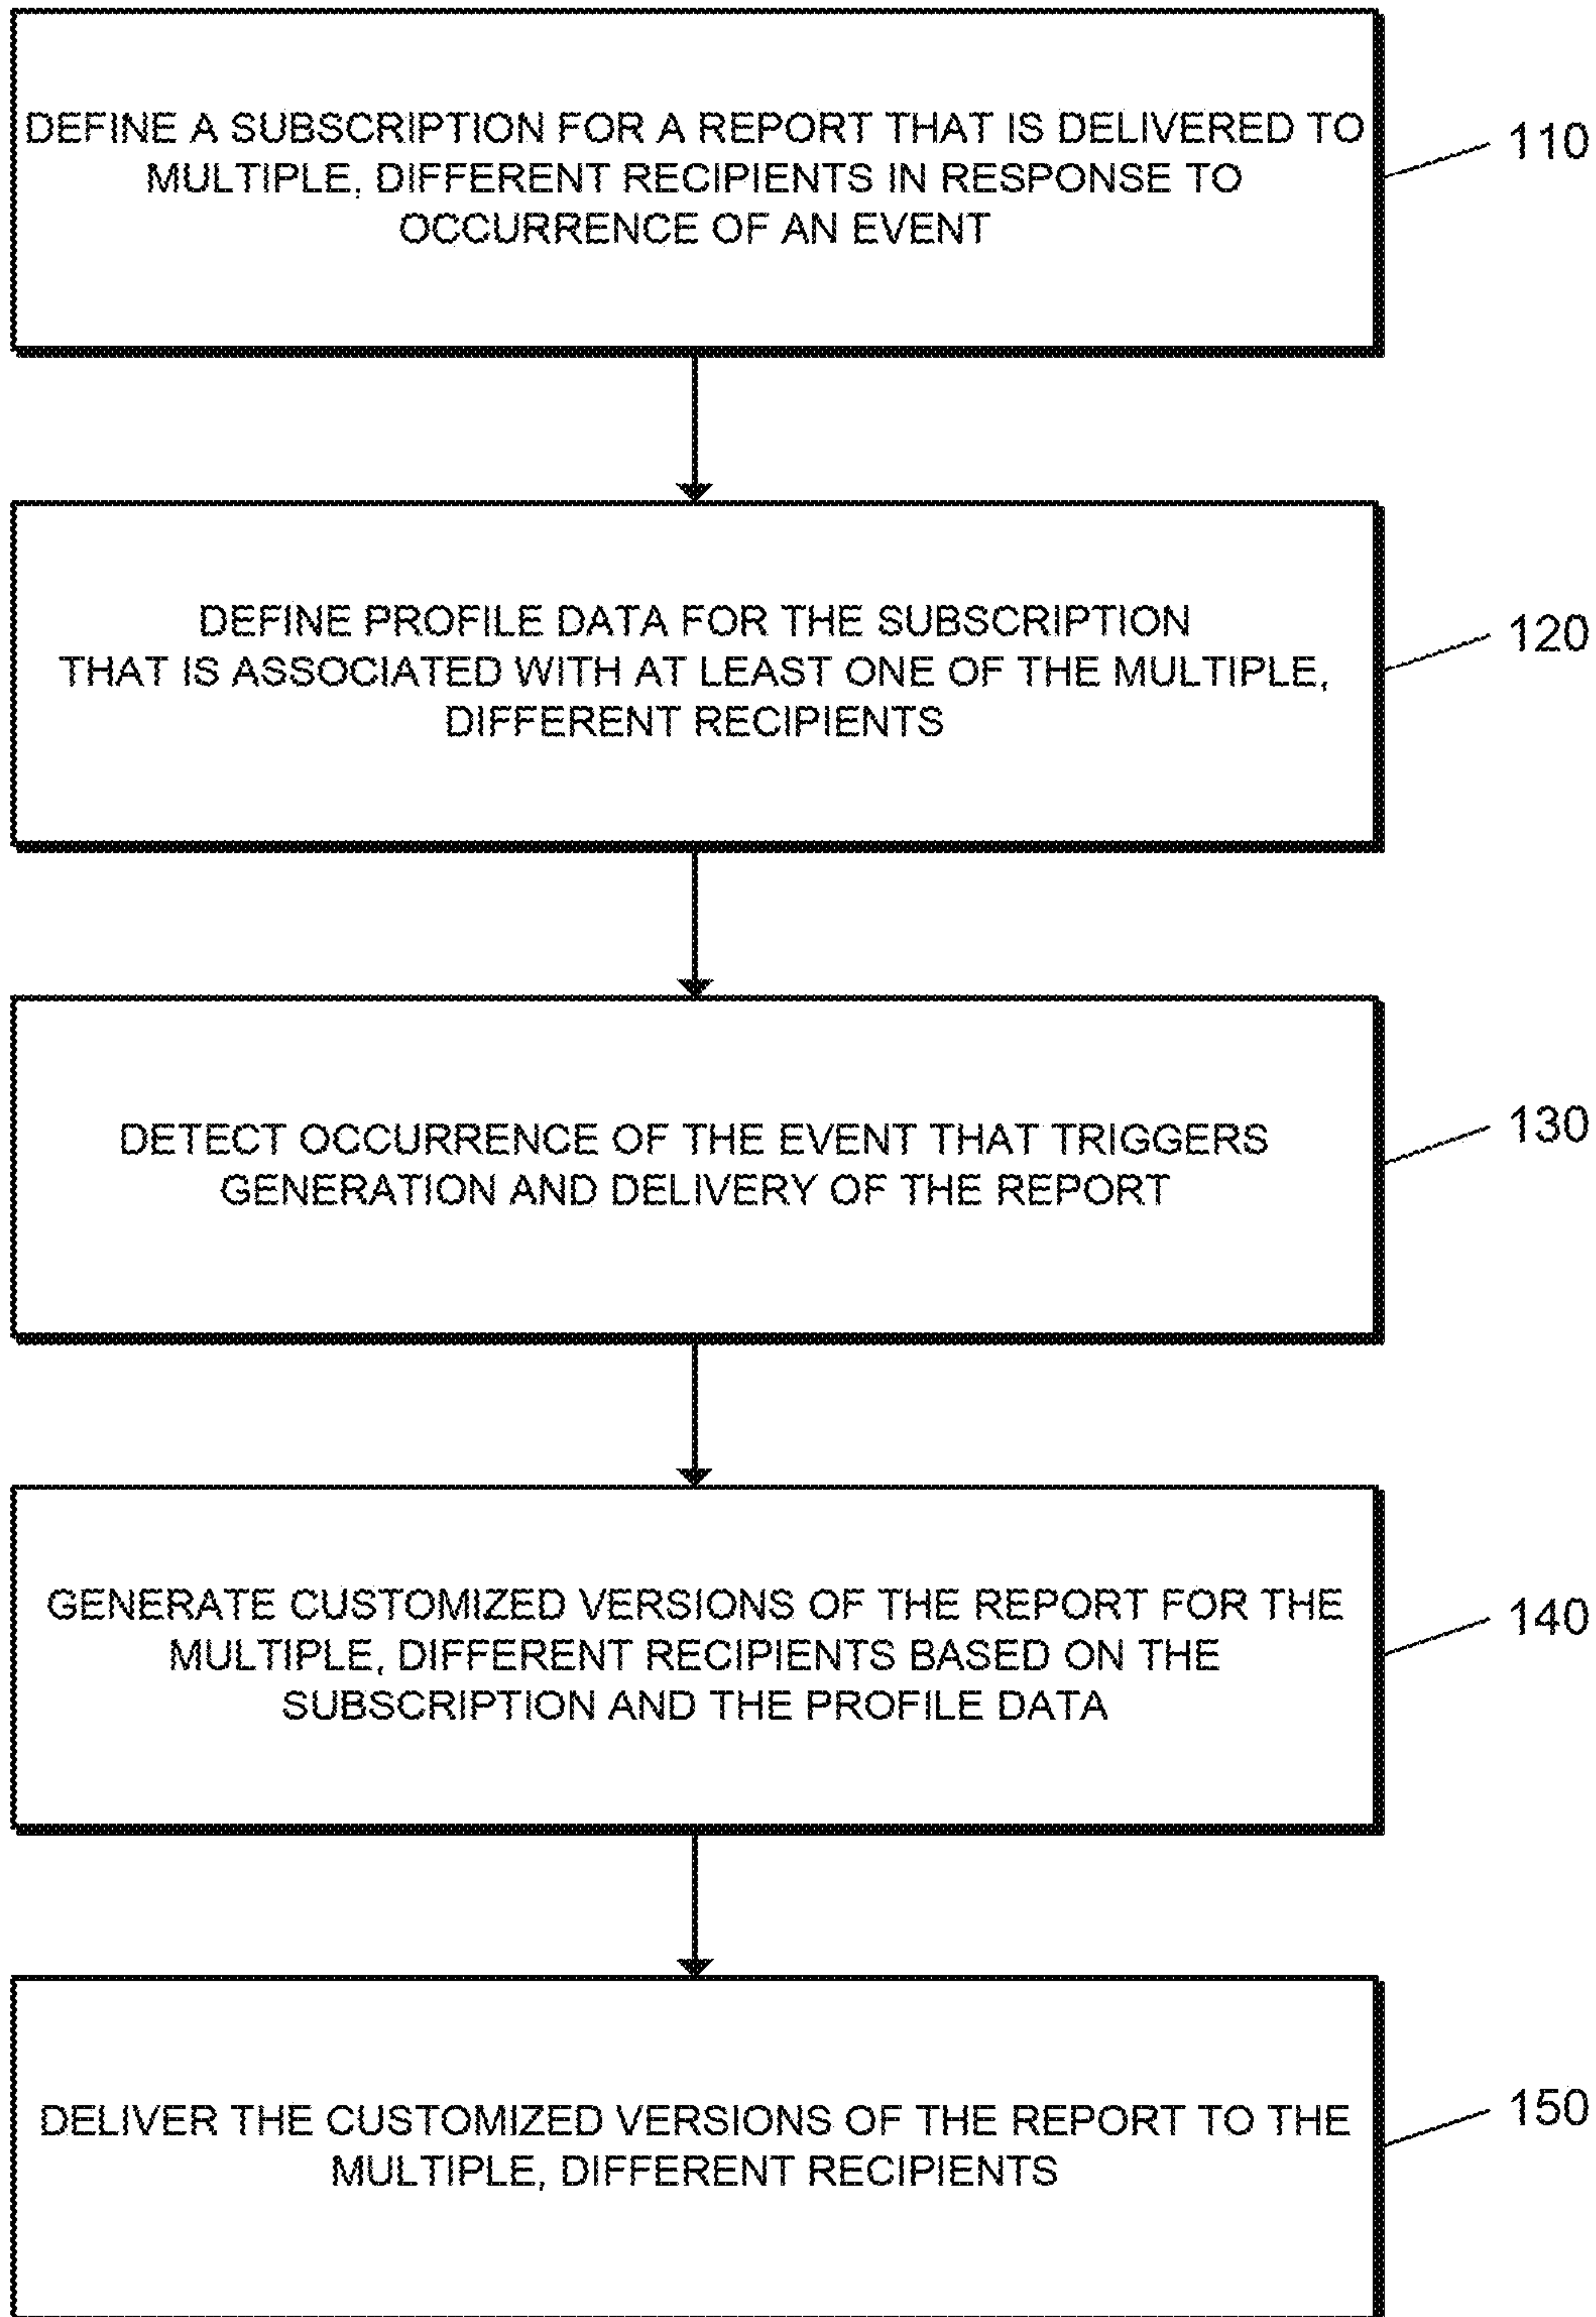 DEFINE A SUBSCRIPTION FOR A REPORT THAT IS DELIVERED TO
MULTIPLE, DIFFERENT RECIPIENTS IN RESPONSE TO
OCCURRENCE OF AN EVENT
110
DEFINE PROFILE DATA FOR THE SUBSCRIPTION
THAT IS ASSOCIATED WITH AT LEAST ONE OF THE MULTIPLE,
DIFFERENT RECIPIENTS
120
DETECT OCCURRENCE OF THE EVENT THAT TRIGGERS
GENERATION AND DELIVERY OF THE REPORT
130
GENERATE CUSTOMIZED VERSIONS OF THE REPORT FOR THE
MULTIPLE, DIFFERENT RECIPIENTS BASED ON THE
SUBSCRIPTION AND THE PROFILE DATA
140
DELIVER THE CUSTOMIZED VERSIONS OF THE REPORT TO THE
MULTIPLE, DIFFERENT RECIPIENTS
150